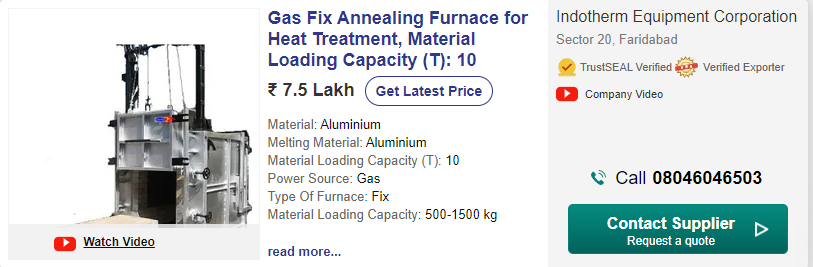 Gas Fix Annealing Furnace for
Heat Treatment, Material
Loading Capacity (T): 10
₹ 7.5 Lakh
Get Latest Price
Material: Aluminium
Melting Material: Aluminium
Material Loading Capacity (T): 10
Power Source: Gas
Type Of Furnace: Fix
Material Loading Capacity: 500-1500 kg
read more...
Watch Video
Indotherm Equipment Corporation
Sector 20, Faridabad
TrustSEAL Verified
Verified Exporter
Company Video
Call 08046046503
Contact Supplier
Request a quote